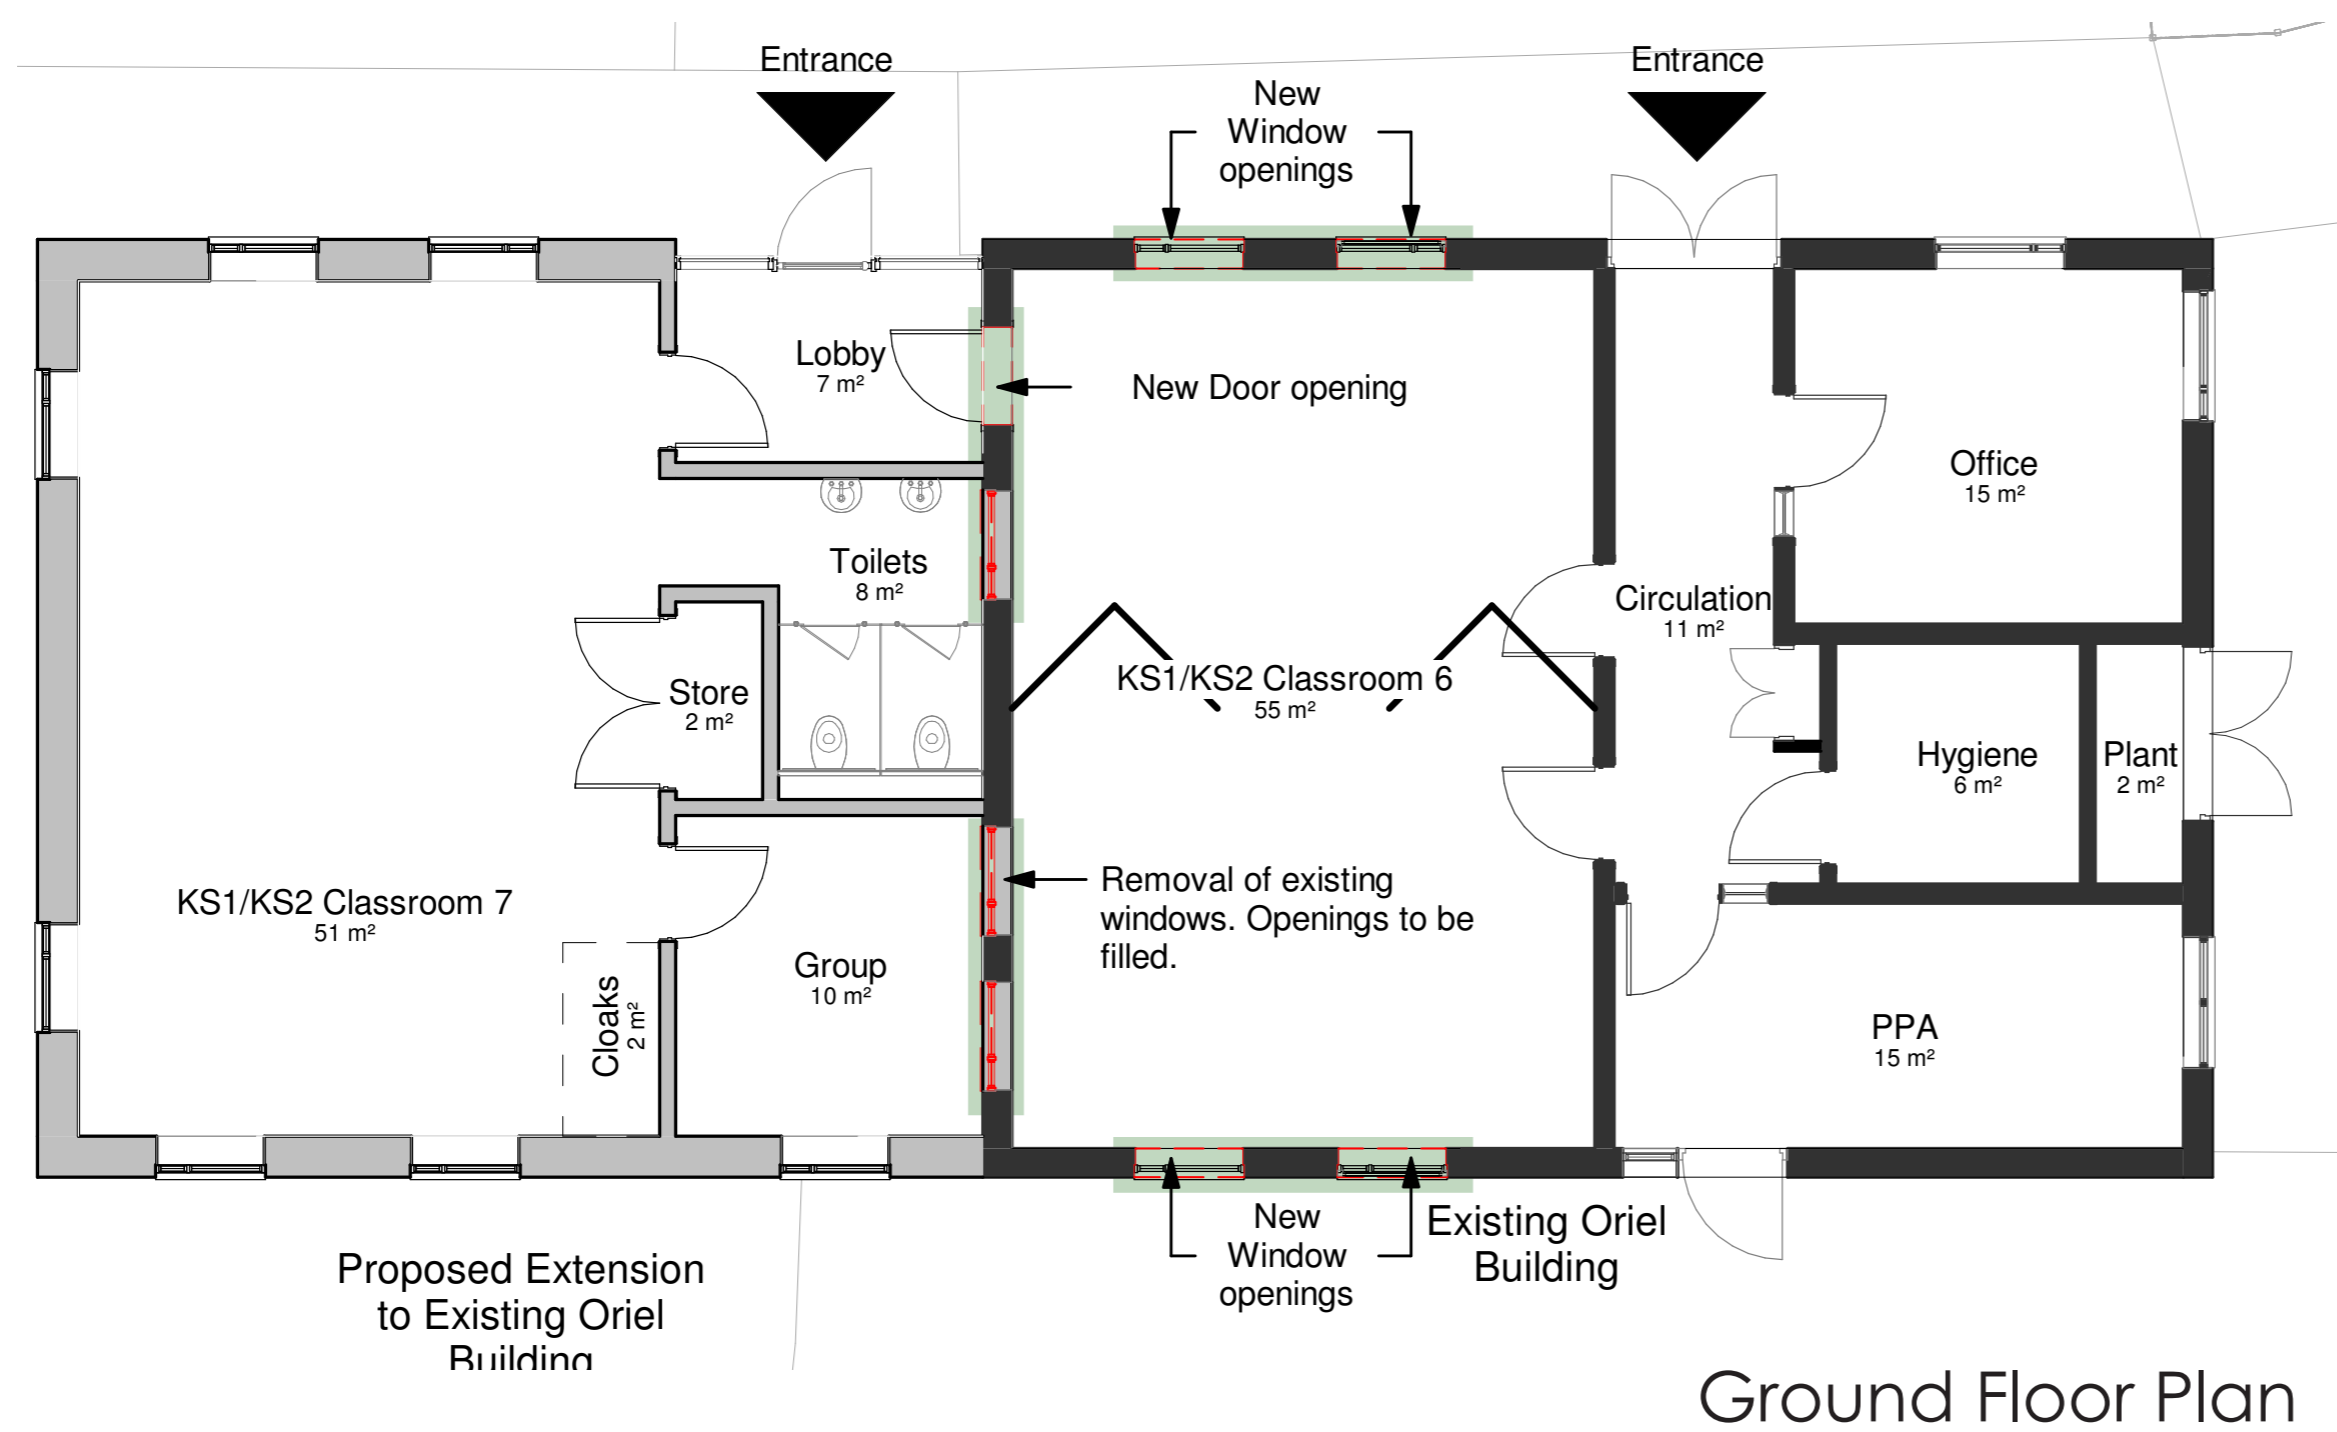 Entrance
Entrance
New
Window
openings
Lobby
7 m²
New Door opening
Office
15 m²
Toilets
8 m²
Circulation
11 m²
Store
2 m²
KS1/KS2 Classroom 6
55 m²
Hygiene
6 m²
Plant
2 m²
KS1/KS2 Classroom 7
51 m²
Removal of existing
windows. Openings to be
filled.
Group
10 m²
Cloaks
2 m²
PPA
15 m²
New
Window
openings
Existing Oriel
Building
Proposed Extension
to Existing Oriel
Building
Ground Floor Plan